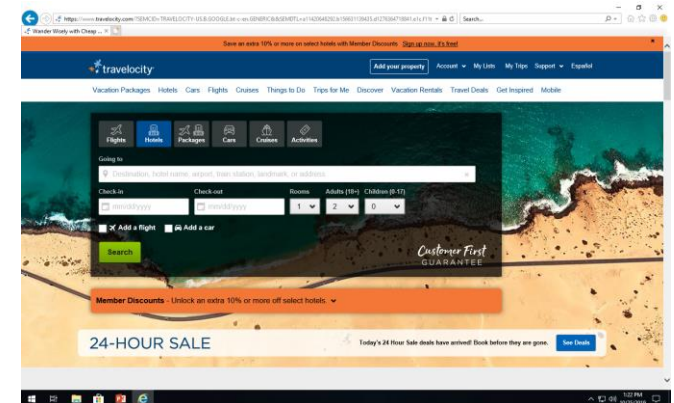 Search...
Wander Wisely with Cheap ...
Save an extra 10% or more on select hotels with Member Discounts. Sign up now, it's free!
travelocity
Add your property Account My Lists My Trips Support Español
Vacation Packages Hotels Cars Flights Cruises Things to Do Trips for Me Discover Vacation Rentals Travel Deals Get Inspired Mobile
Flights Hotels Packages Cars Cruises Activities
Going to
Destination, hotel name, airport, train station, landmark, or address
Check-in Check-out Rooms Adults (18+) Children (0-17)
mm/dd/yyyy mm/dd/yyyy 1 2 0
Add a flight Add a car
Search
Customer First
GUARANTEE
Member Discounts - Unlock an extra 10% or more off select hotels
24-HOUR SALE Today's 24 Hour Sale deals have arrived! Book before they are gone. See Deals
1:22 PM